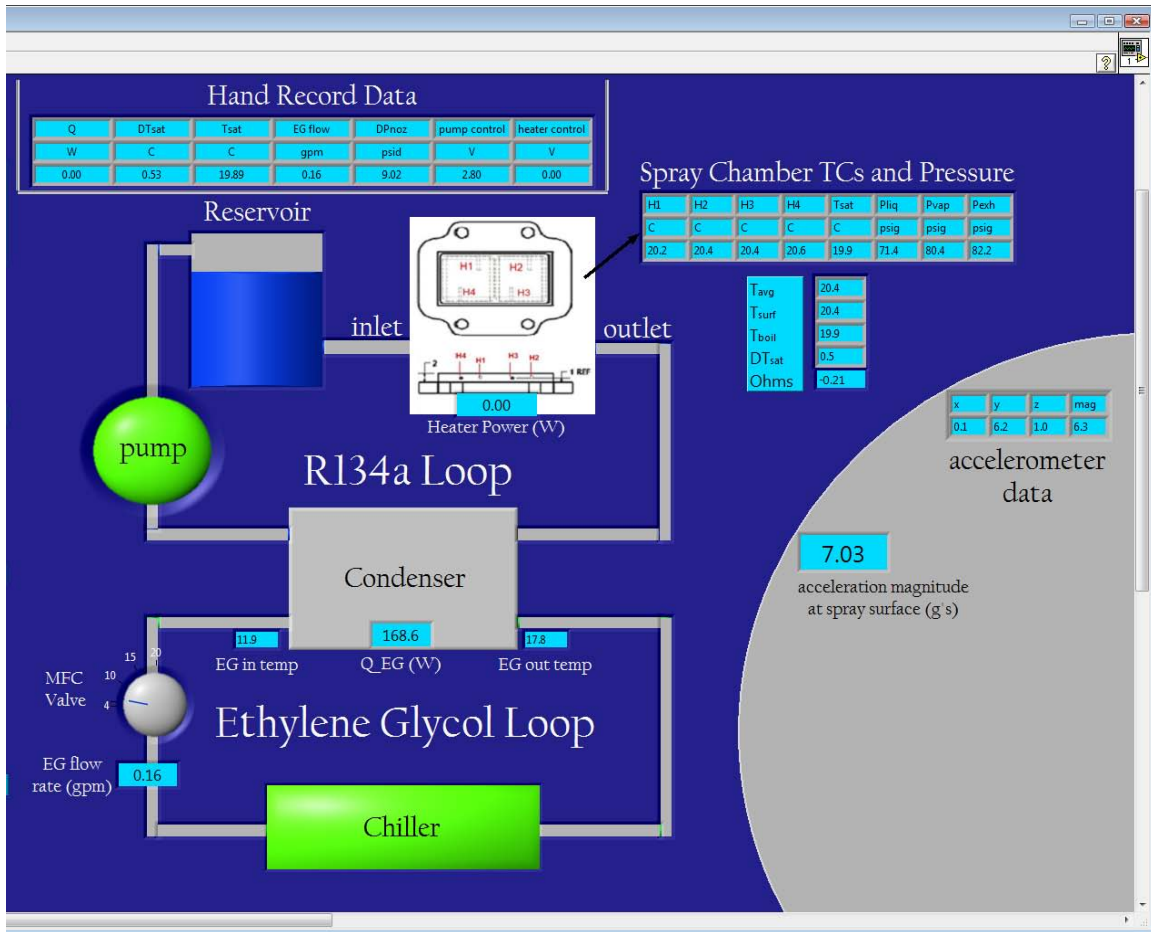 ?
1
Hand Record Data
Q DTsat Tsat EG flow DPnoz pump control heater control
W C C gpm psid V V
0.00 0.53 19.89 0.16 9.02 2.80 0.00
Spray Chamber TCs and Pressure
H1 H2 H3 H4 Tsat Pliq Pvap Pexh
C C C C C psig psig psig
20.2 20.4 20.4 20.6 19.9 71.4 80.4 82.2
Reservoir
H1 H2
H4 H3
inlet
outlet
2 H4 H1 H3 H2 1 REF
0.00
Heater Power (W)
Tavg 20.4
Tsurf 20.4
Tboil 19.9
DTsat 0.5
Ohms -0.21
pump
R134a Loop
x y z mag
0.1 6.2 1.0 6.3
accelerometer
data
Condenser
7.03
acceleration magnitude
at spray surface (g's)
11.9 168.6 17.8
EG in temp Q_EG (W) EG out temp
MFC
Valve
4 10 15 20
Ethylene Glycol Loop
EG flow
rate (gpm)
0.16
Chiller